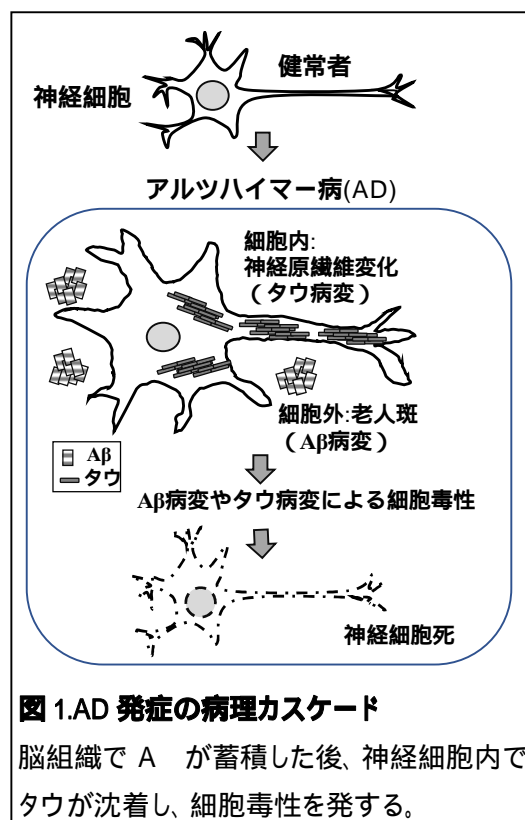 健常者
神経細胞
アルツハイマー病(AD)
細胞内:
神経原繊維変化
(タウ病変)
細胞外:老人斑
(Aβ病変)
Aβ
タウ
Aβ病変やタウ病変による細胞毒性
神経細胞死
図 1.AD 発症の病理カスケード
脳組織で A が蓄積した後、神経細胞内で
タウが沈着し、細胞毒性を発する。